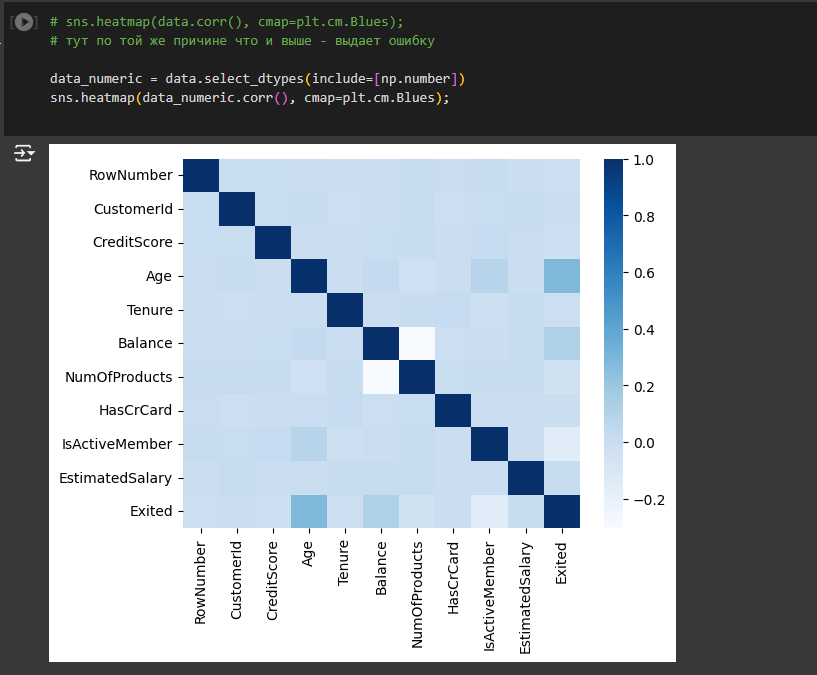 # sns.heatmap(data.corr(), cmap=plt.cm.Blues);
# тут по той же причине что и выше - выдает ошибку
data_numeric = data.select_dtypes(include=[np.number])
sns.heatmap(data_numeric.corr(), cmap=plt.cm.Blues);
RowNumber
CustomerId
CreditScore
Age
Tenure
Balance
NumOfProducts
HasCrCard
IsActiveMember
EstimatedSalary
Exited
RowNumber
CustomerId
CreditScore
Age
Tenure
Balance
NumOfProducts
HasCrCard
IsActiveMember
EstimatedSalary
Exited
1.0
0.8
0.6
0.4
0.2
0.0
−0.2